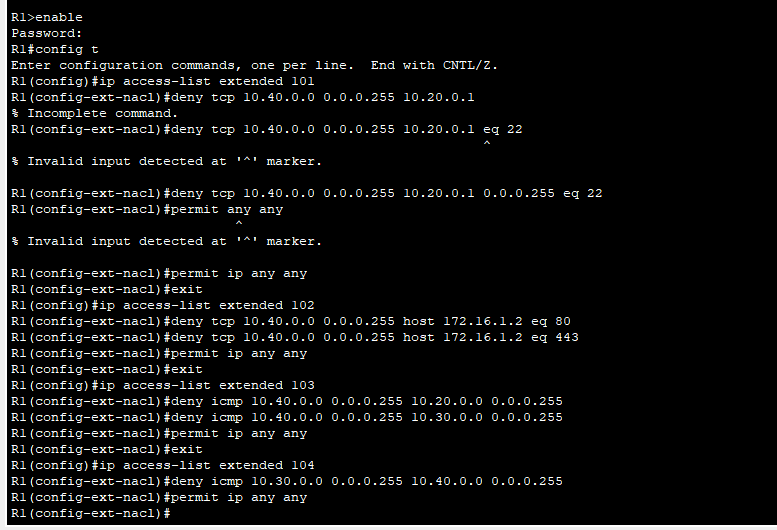 R1>enable
Password:
R1#config t
Enter configuration commands, one per line.  End with CNTL/Z.
R1(config)#ip access-list extended 101
R1(config-ext-nacl)#deny tcp 10.40.0.0 0.0.0.255 10.20.0.1
% Incomplete command.
R1(config-ext-nacl)#deny tcp 10.40.0.0 0.0.0.255 10.20.0.1 eq 22
^
% Invalid input detected at '^' marker.
R1(config-ext-nacl)#deny tcp 10.40.0.0 0.0.0.255 10.20.0.1 0.0.0.255 eq 22
R1(config-ext-nacl)#permit any any
^
% Invalid input detected at '^' marker.
R1(config-ext-nacl)#permit ip any any
R1(config-ext-nacl)#exit
R1(config)#ip access-list extended 102
R1(config-ext-nacl)#deny tcp 10.40.0.0 0.0.0.255 host 172.16.1.2 eq 80
R1(config-ext-nacl)#deny tcp 10.40.0.0 0.0.0.255 host 172.16.1.2 eq 443
R1(config-ext-nacl)#permit ip any any
R1(config-ext-nacl)#exit
R1(config)#ip access-list extended 103
R1(config-ext-nacl)#deny icmp 10.40.0.0 0.0.0.255 10.20.0.0 0.0.0.255
R1(config-ext-nacl)#deny icmp 10.40.0.0 0.0.0.255 10.30.0.0 0.0.0.255
R1(config-ext-nacl)#permit ip any any
R1(config-ext-nacl)#exit
R1(config)#ip access-list extended 104
R1(config-ext-nacl)#deny icmp 10.30.0.0 0.0.0.255 10.40.0.0 0.0.0.255
R1(config-ext-nacl)#permit ip any any
R1(config-ext-nacl)#